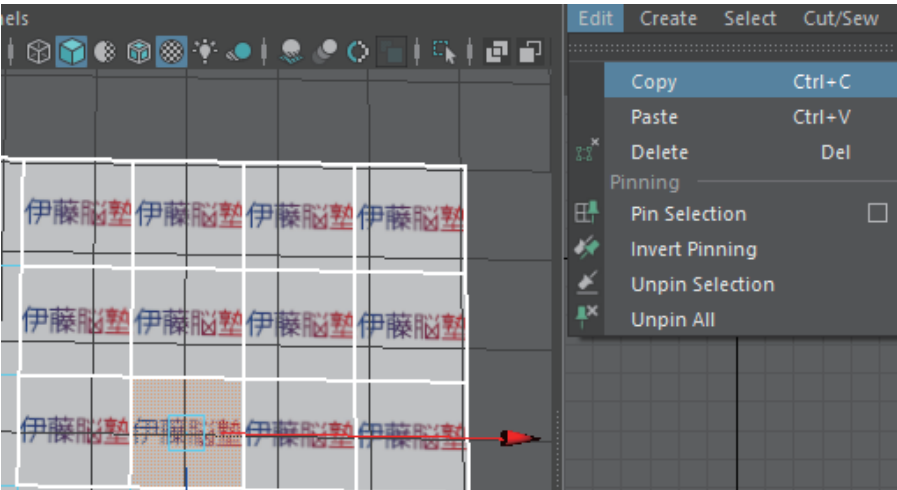 nels
Edit Create Select Cut/Sew
Copy Ctrl+C
Paste Ctrl+V
Delete Del
Pinning
Pin Selection
Invert Pinning
Unpin Selection
Unpin All
伊藤脳塾 伊藤脳塾 伊藤脳塾 伊藤脳塾
伊藤脳塾 伊藤脳塾 伊藤脳塾 伊藤脳塾
伊藤脳塾 伊藤脳塾 伊藤脳塾 伊藤脳塾